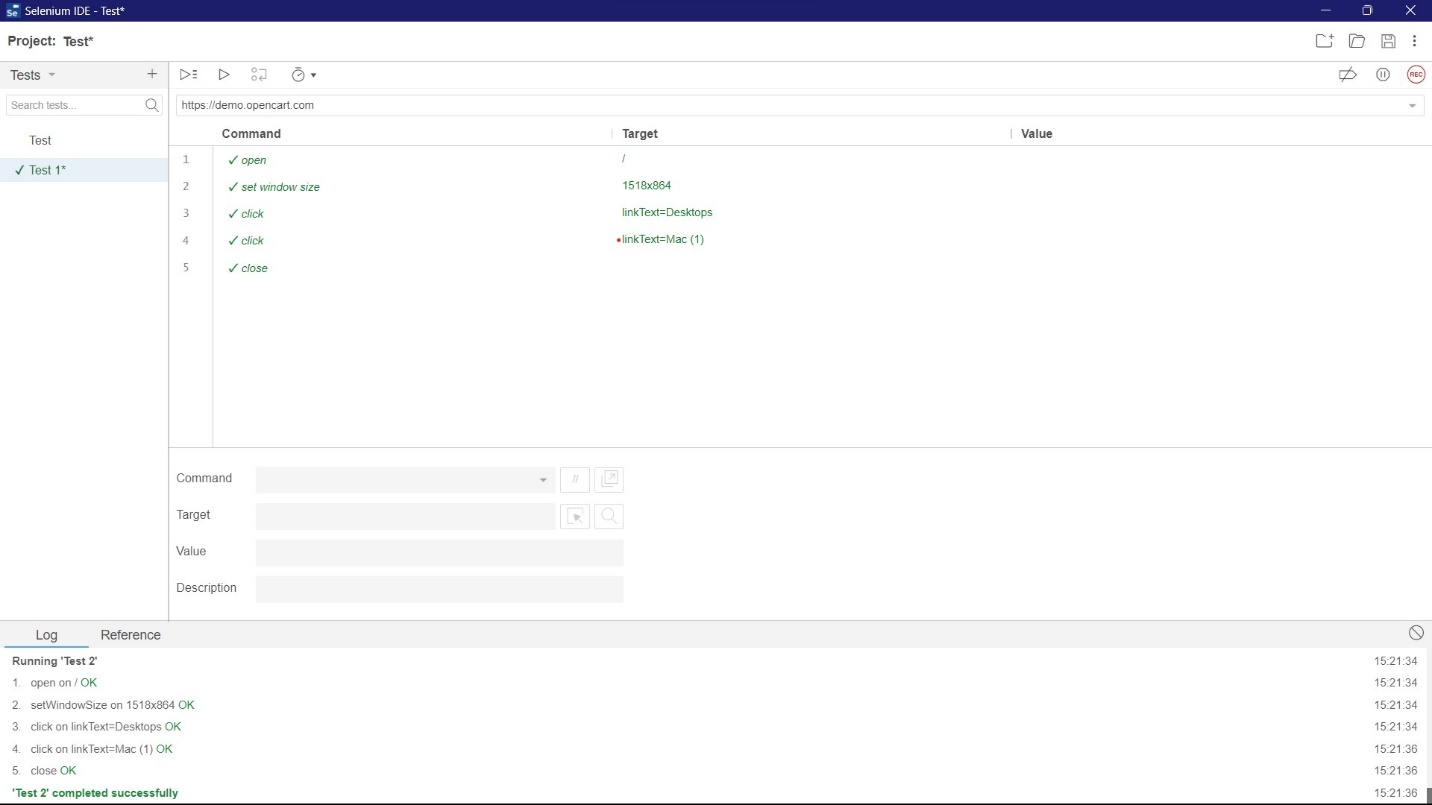 Se Selenium IDE - Test*
Project: Test*
Tests
Search tests...
Test
✓ Test 1*
REC
https://demo.opencart.com
Command Target Value
1 ✓ open /
2 ✓ set window size 1518x864
3 ✓ click linkText=Desktops
4 ✓ click linkText=Mac (1)
5 ✓ close
Command //
Target
Value
Description
Log Reference
Running 'Test 2' 15:21:34
1. open on / OK 15:21:34
2. setWindowSize on 1518x864 OK 15:21:34
3. click on linkText=Desktops OK 15:21:34
4. click on linkText=Mac (1) OK 15:21:36
5. close OK 15:21:36
'Test 2' completed successfully 15:21:36